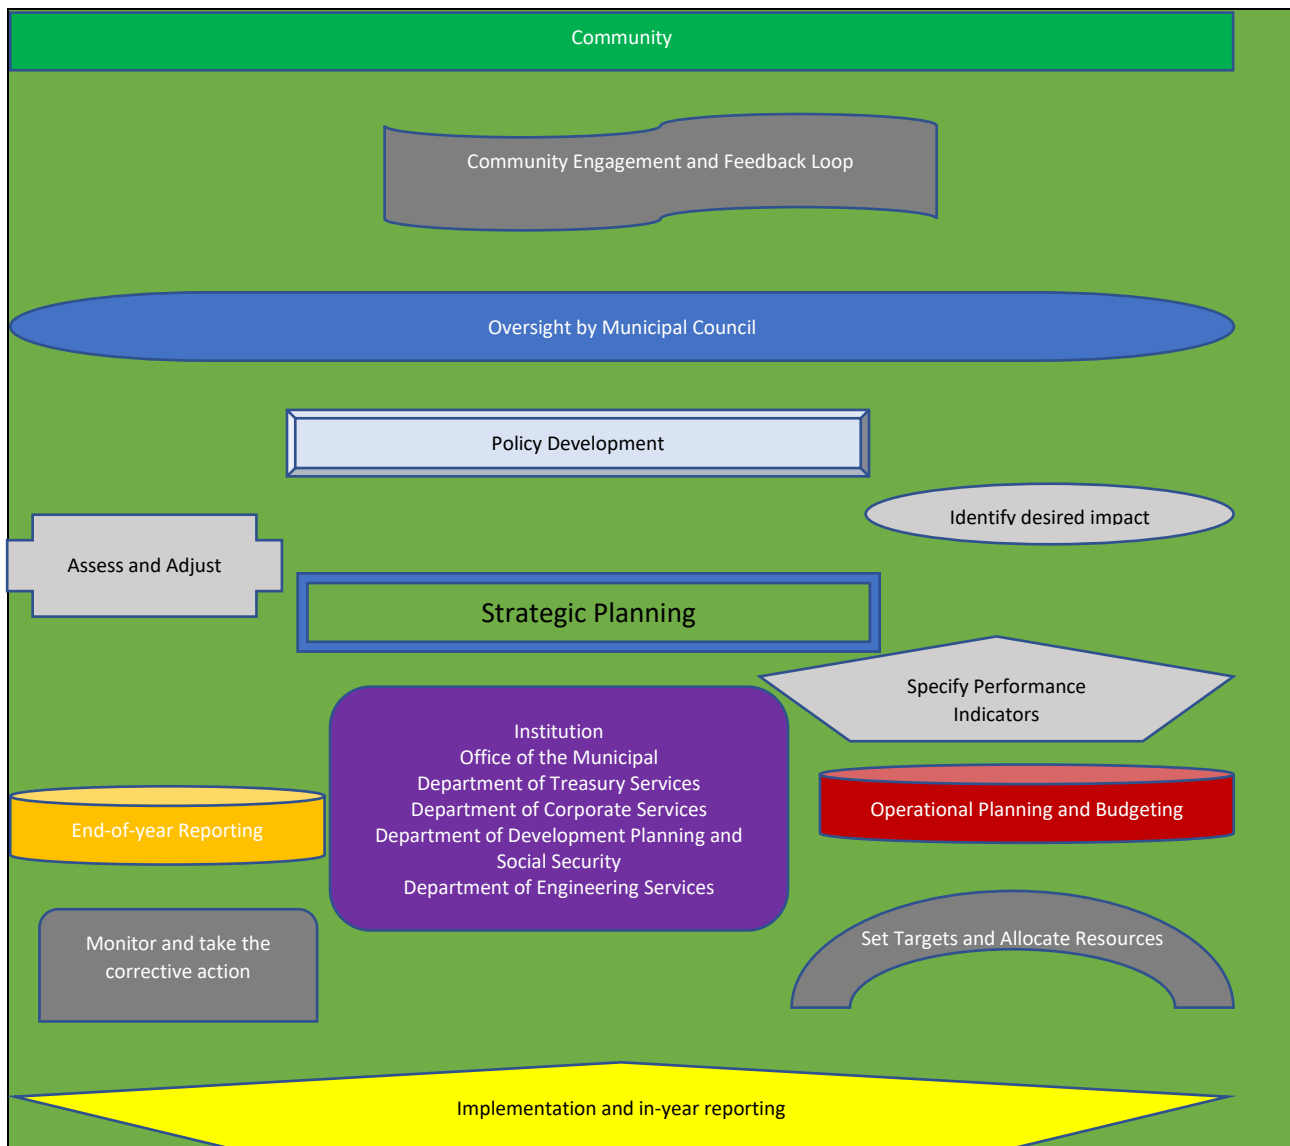 Community
Community Engagement and Feedback Loop
Oversight by Municipal Council
Policy Development
Identify desired impact
Assess and Adjust
Strategic Planning
Specify Performance
Indicators
Institution
Office of the Municipal
Department of Treasury Services
Department of Corporate Services
Department of Development Planning and
Social Security
Department of Engineering Services
End-of-year Reporting
Operational Planning and Budgeting
Monitor and take the
corrective action
Set Targets and Allocate Resources
Implementation and in-year reporting